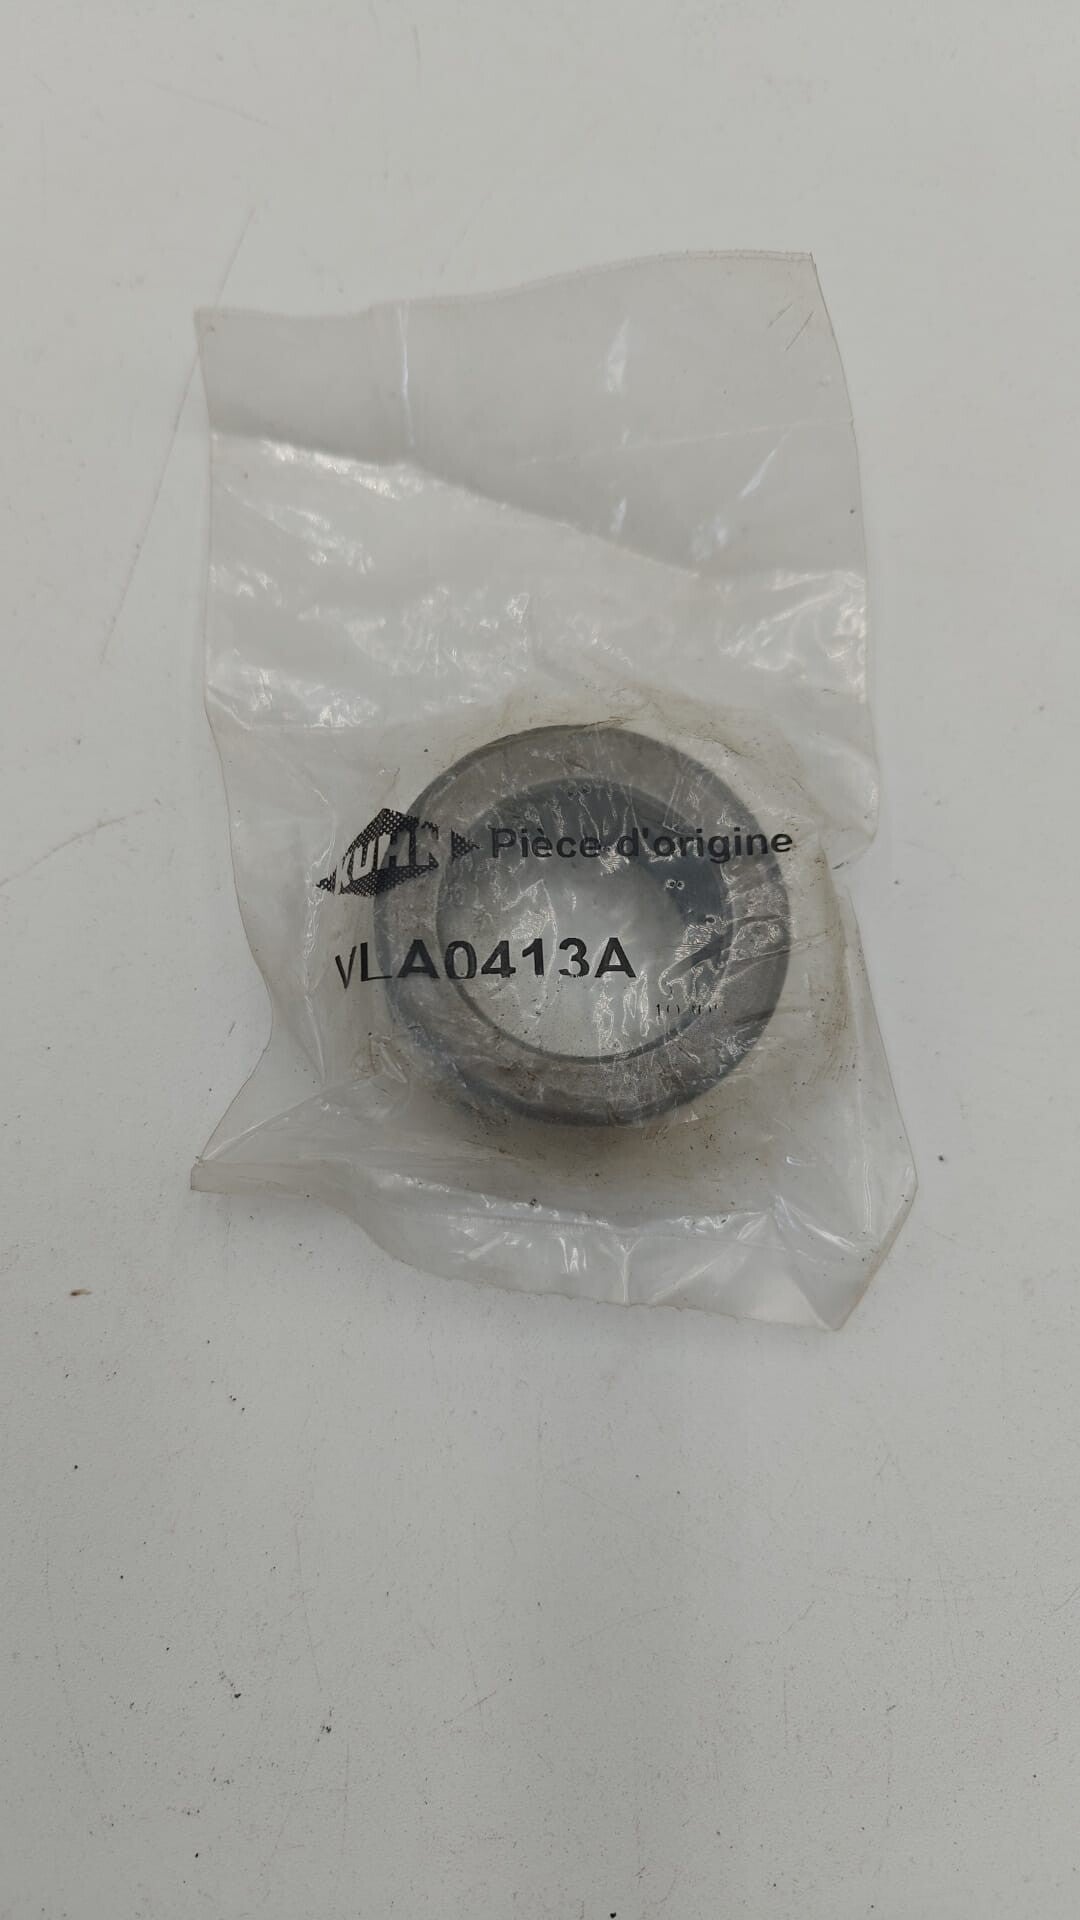 KUHN Pièce d'origine
VLA0413A